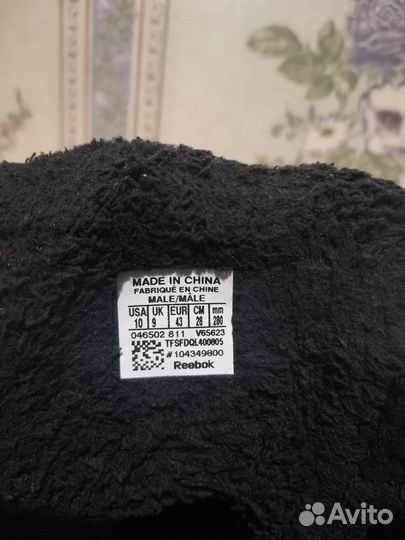 MADE IN CHINA
FABRIQUÉ EN CHINE
MALE/MÂLE
USA UK EUR CM mm
10 9 43 28 280
046502 811 V65623
TFSFDQL400805
#104349800
Reebok
Avito